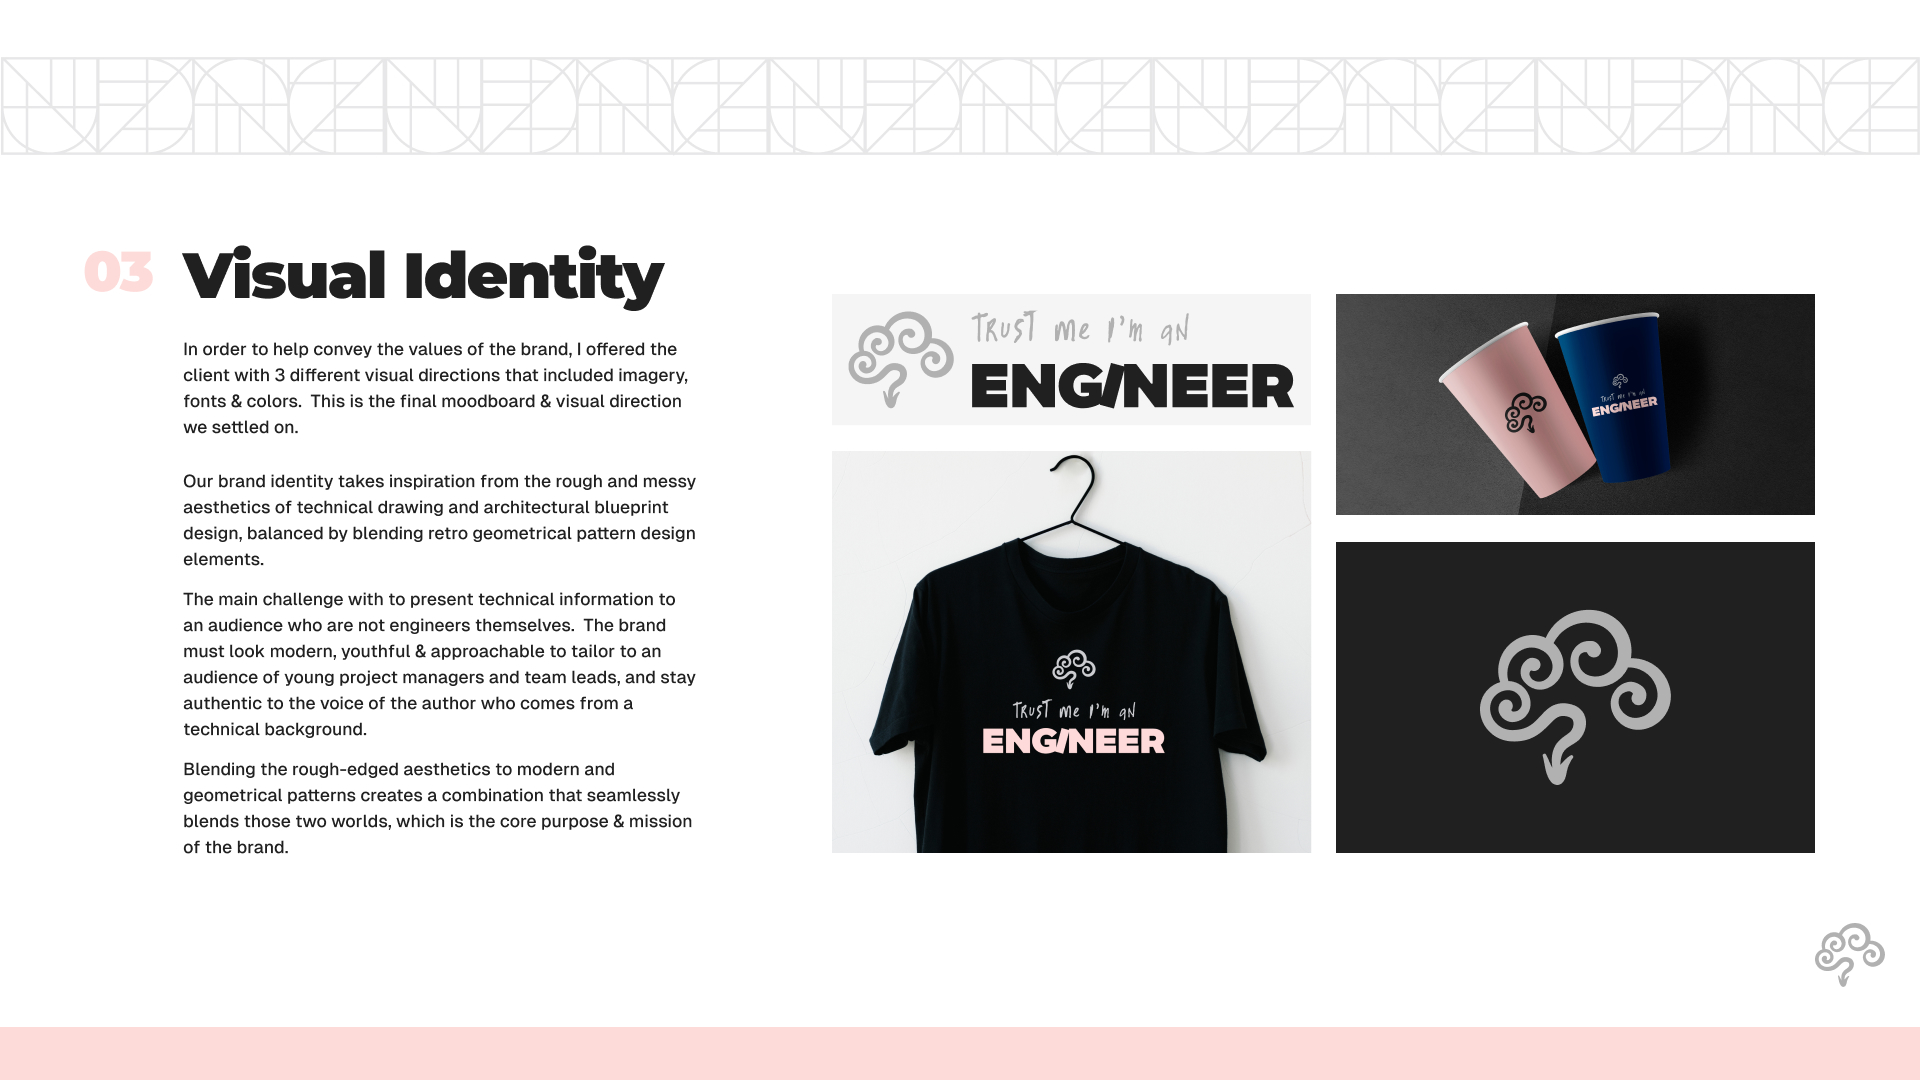 03
Visual Identity
In order to help convey the values of the brand, I offered the
client with 3 different visual directions that included imagery,
fonts & colors.  This is the final moodboard & visual direction
we settled on.
Our brand identity takes inspiration from the rough and messy
aesthetics of technical drawing and architectural blueprint
design, balanced by blending retro geometrical pattern design
elements.
The main challenge with to present technical information to
an audience who are not engineers themselves.  The brand
must look modern, youthful & approachable to tailor to an
audience of young project managers and team leads, and stay
authentic to the voice of the author who comes from a
technical background.
Blending the rough-edged aesthetics to modern and
geometrical patterns creates a combination that seamlessly
blends those two worlds, which is the core purpose & mission
of the brand.
TRUST me I'm aN
ENGINEER
TRUST me I'm aN
ENGINEER
TRUST me I'm aN
ENGINEER